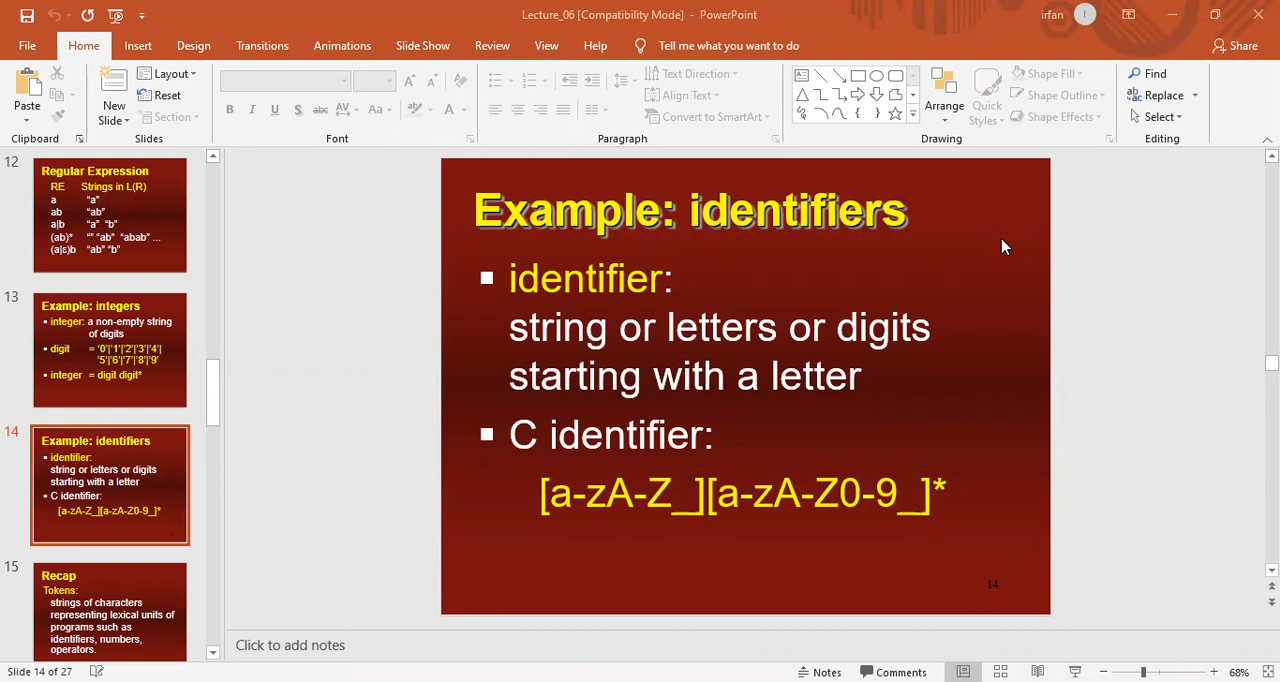 Lecture_06 [Compatibility Mode] - PowerPoint
irfan
I
File Home Insert Design Transitions Animations Slide Show Review View Help Tell me what you want to do Share
Paste
Clipboard
New Slide
Layout
Reset
Section
Slides
B I U S abc AV Aa A
Font
Text Direction
Align Text
Convert to SmartArt
Paragraph
Arrange
Quick Styles
Shape Fill
Shape Outline
Shape Effects
Drawing
Find
Replace
Select
Editing
12
Regular Expression
RE Strings in L(R)
a "a"
ab "ab"
a|b "a" "b"
(ab)* "" "ab" "abab" ...
(a|ε)b "ab" "b"
13
Example: integers
integer: a non-empty string
of digits
digit = '0'|'1'|'2'|'3'|'4'|
'5'|'6'|'7'|'8'|'9'
integer = digit digit*
14
Example: identifiers
identifier:
string or letters or digits
starting with a letter
C identifier:
[a-zA-Z_][a-zA-Z0-9_]*
15
Recap
Tokens:
strings of characters
representing lexical units of
programs such as
identifiers, numbers,
operators.
Example: identifiers
identifier:
string or letters or digits
starting with a letter
C identifier:
[a-zA-Z_][a-zA-Z0-9_]*
14
Click to add notes
Slide 14 of 27
Notes
Comments
68%